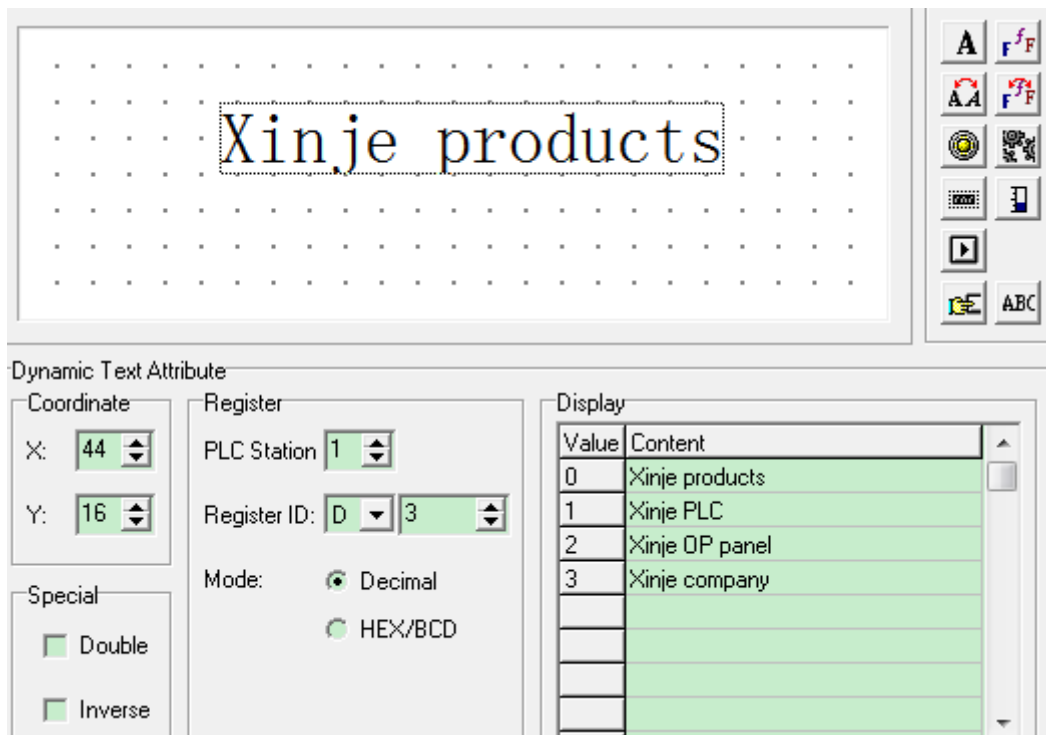 Xinje products
A
F f F
A A
F F F
ABC
Dynamic Text Attribute
Coordinate
X: 44
Y: 16
Special
Double
Inverse
Register
PLC Station 1
Register ID: D 3
Mode: Decimal
HEX/BCD
Display
Value Content
0 Xinje products
1 Xinje PLC
2 Xinje OP panel
3 Xinje company